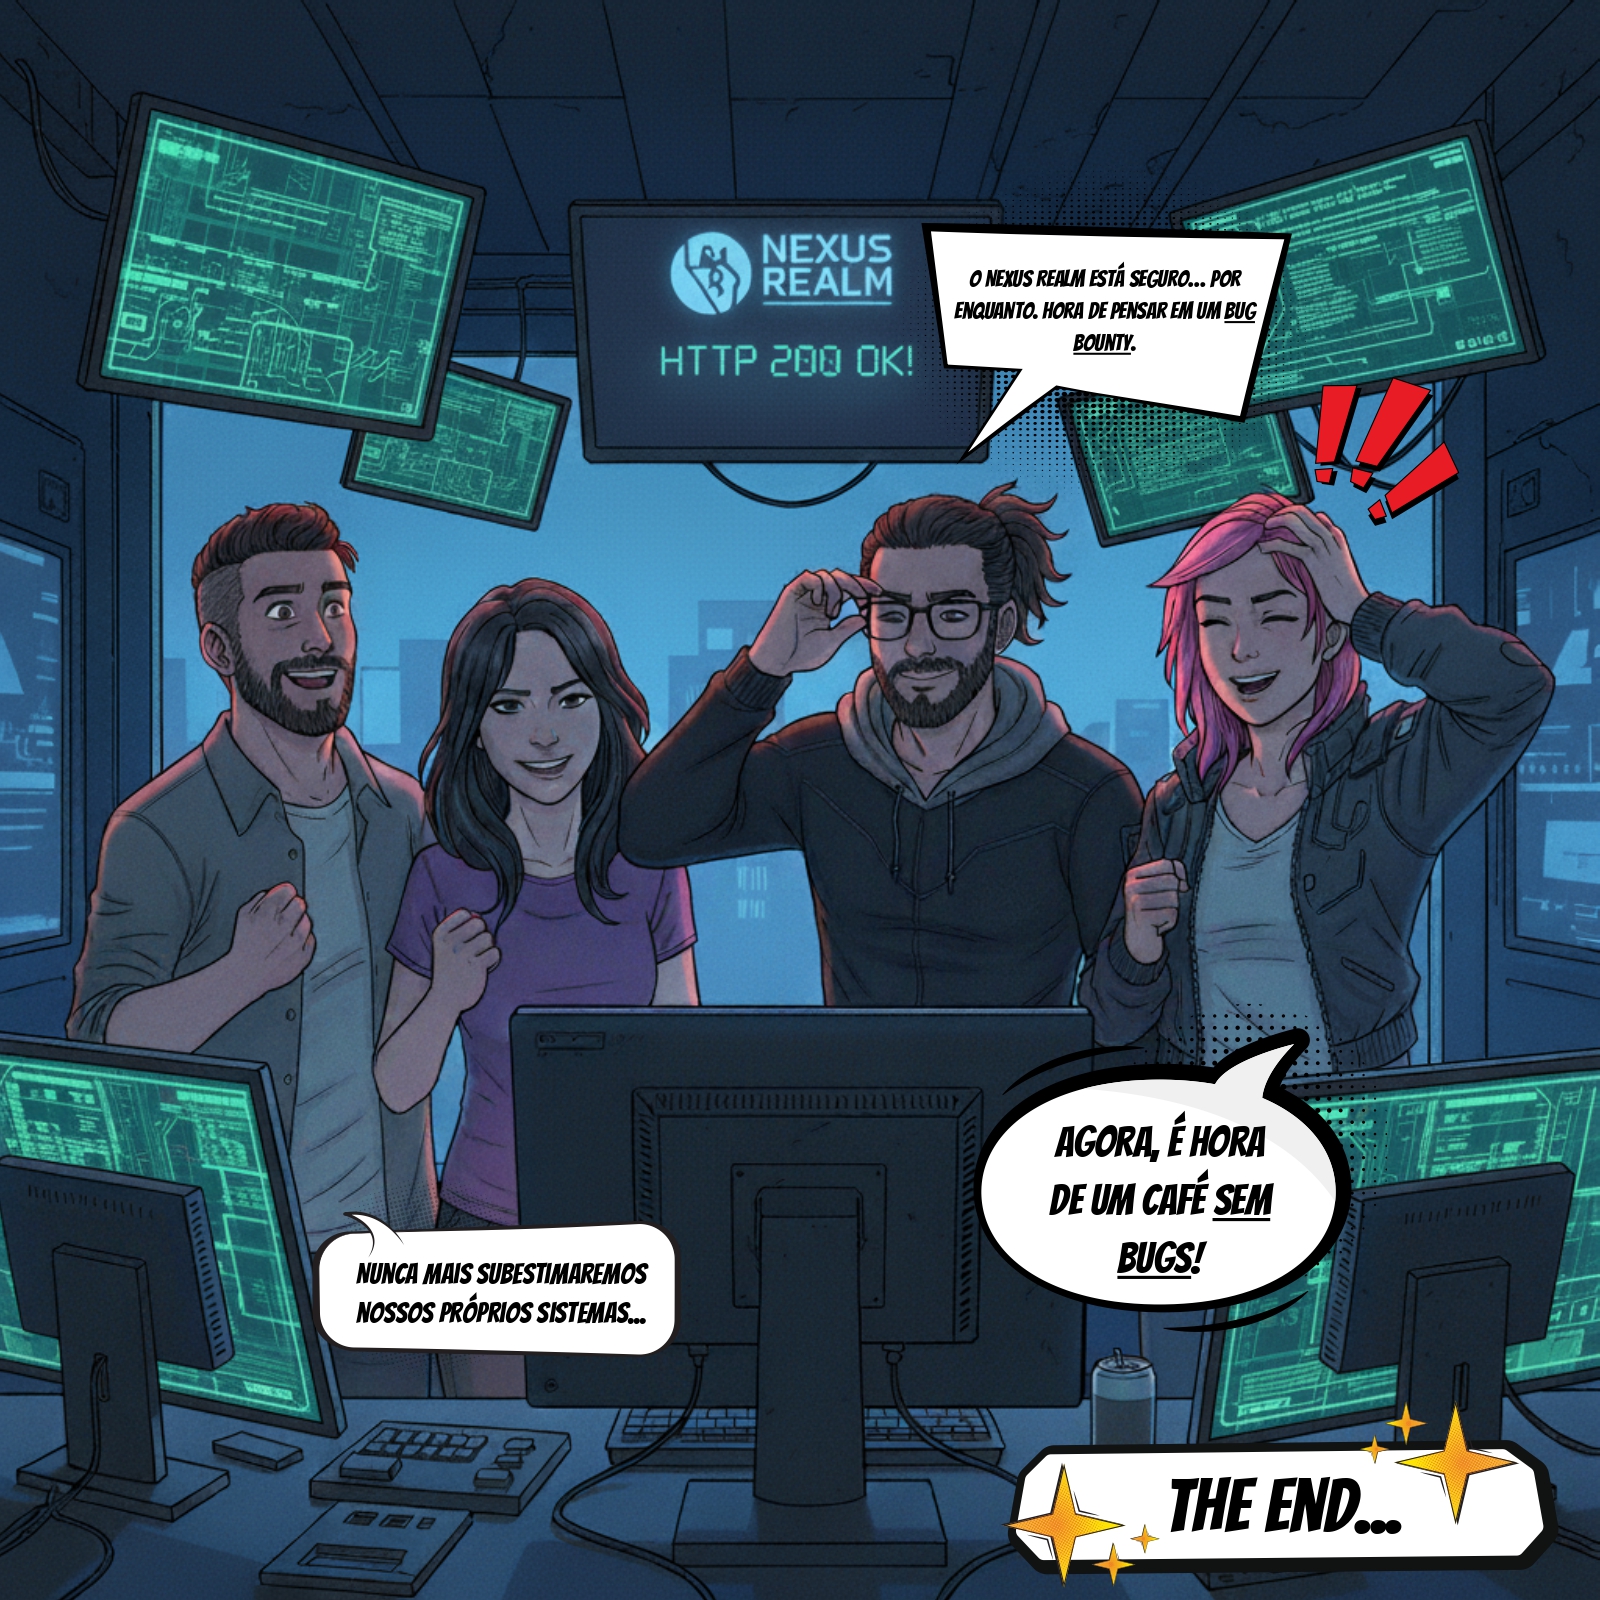 NEXUS
REALM
HTTP 200 OK!
O NEXUS REALM ESTÁ SEGURO... POR
ENQUANTO. HORA DE PENSAR EM UM BUG
BOUNTY.
AGORA, É HORA
DE UM CAFÉ SEM
BUGS!
NUNCA MAIS SUBESTIMAREMOS
NOSSOS PRÓPRIOS SISTEMAS...
THE END...